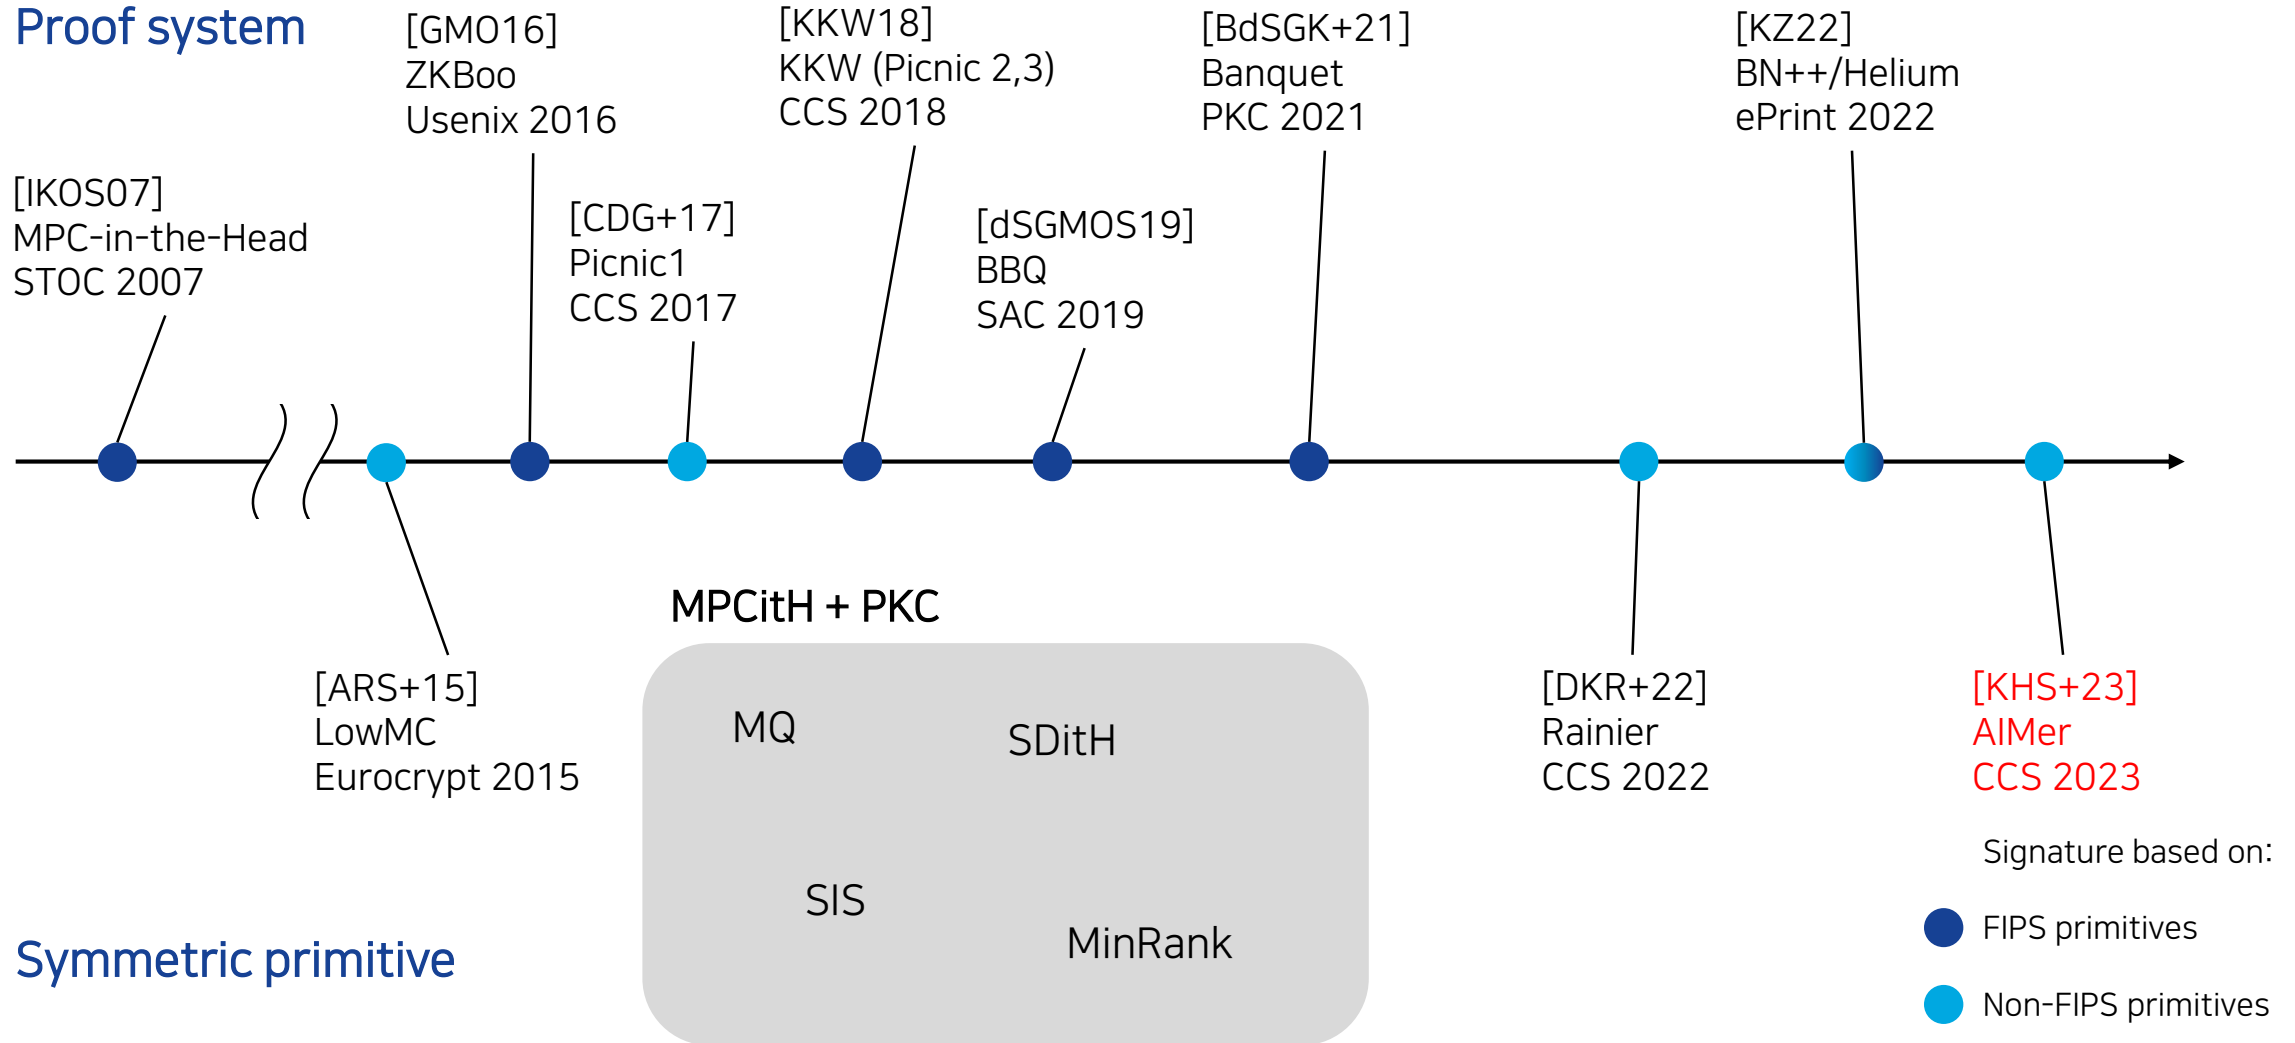 Proof system
[GMO16]
ZKBoo
Usenix 2016
[KKW18]
KKW (Picnic 2,3)
CCS 2018
[BdSGK+21]
Banquet
PKC 2021
[KZ22]
BN++/Helium
ePrint 2022
[IKOS07]
MPC-in-the-Head
STOC 2007
[CDG+17]
Picnic1
CCS 2017
[dSGMOS19]
BBQ
SAC 2019
[ARS+15]
LowMC
Eurocrypt 2015
MPCitH + PKC
MQ
SDitH
SIS
MinRank
[DKR+22]
Rainier
CCS 2022
[KHS+23]
AIMer
CCS 2023
Symmetric primitive
Signature based on:
FIPS primitives
Non-FIPS primitives